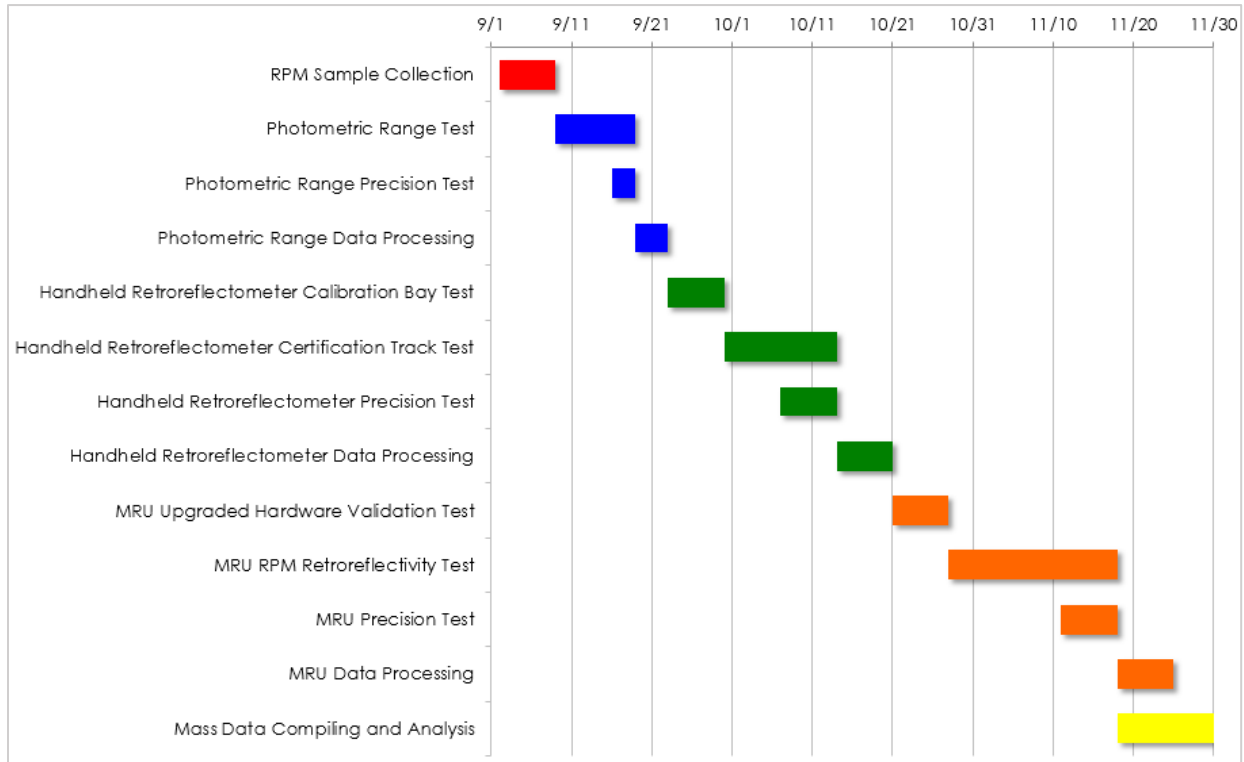 9/1 9/11 9/21 10/1 10/11 10/21 10/31 11/10 11/20 11/30
RPM Sample Collection
Photometric Range Test
Photometric Range Precision Test
Photometric Range Data Processing
Handheld Retroreflectometer Calibration Bay Test
Handheld Retroreflectometer Certification Track Test
Handheld Retroreflectometer Precision Test
Handheld Retroreflectometer Data Processing
MRU Upgraded Hardware Validation Test
MRU RPM Retroreflectivity Test
MRU Precision Test
MRU Data Processing
Mass Data Compiling and Analysis